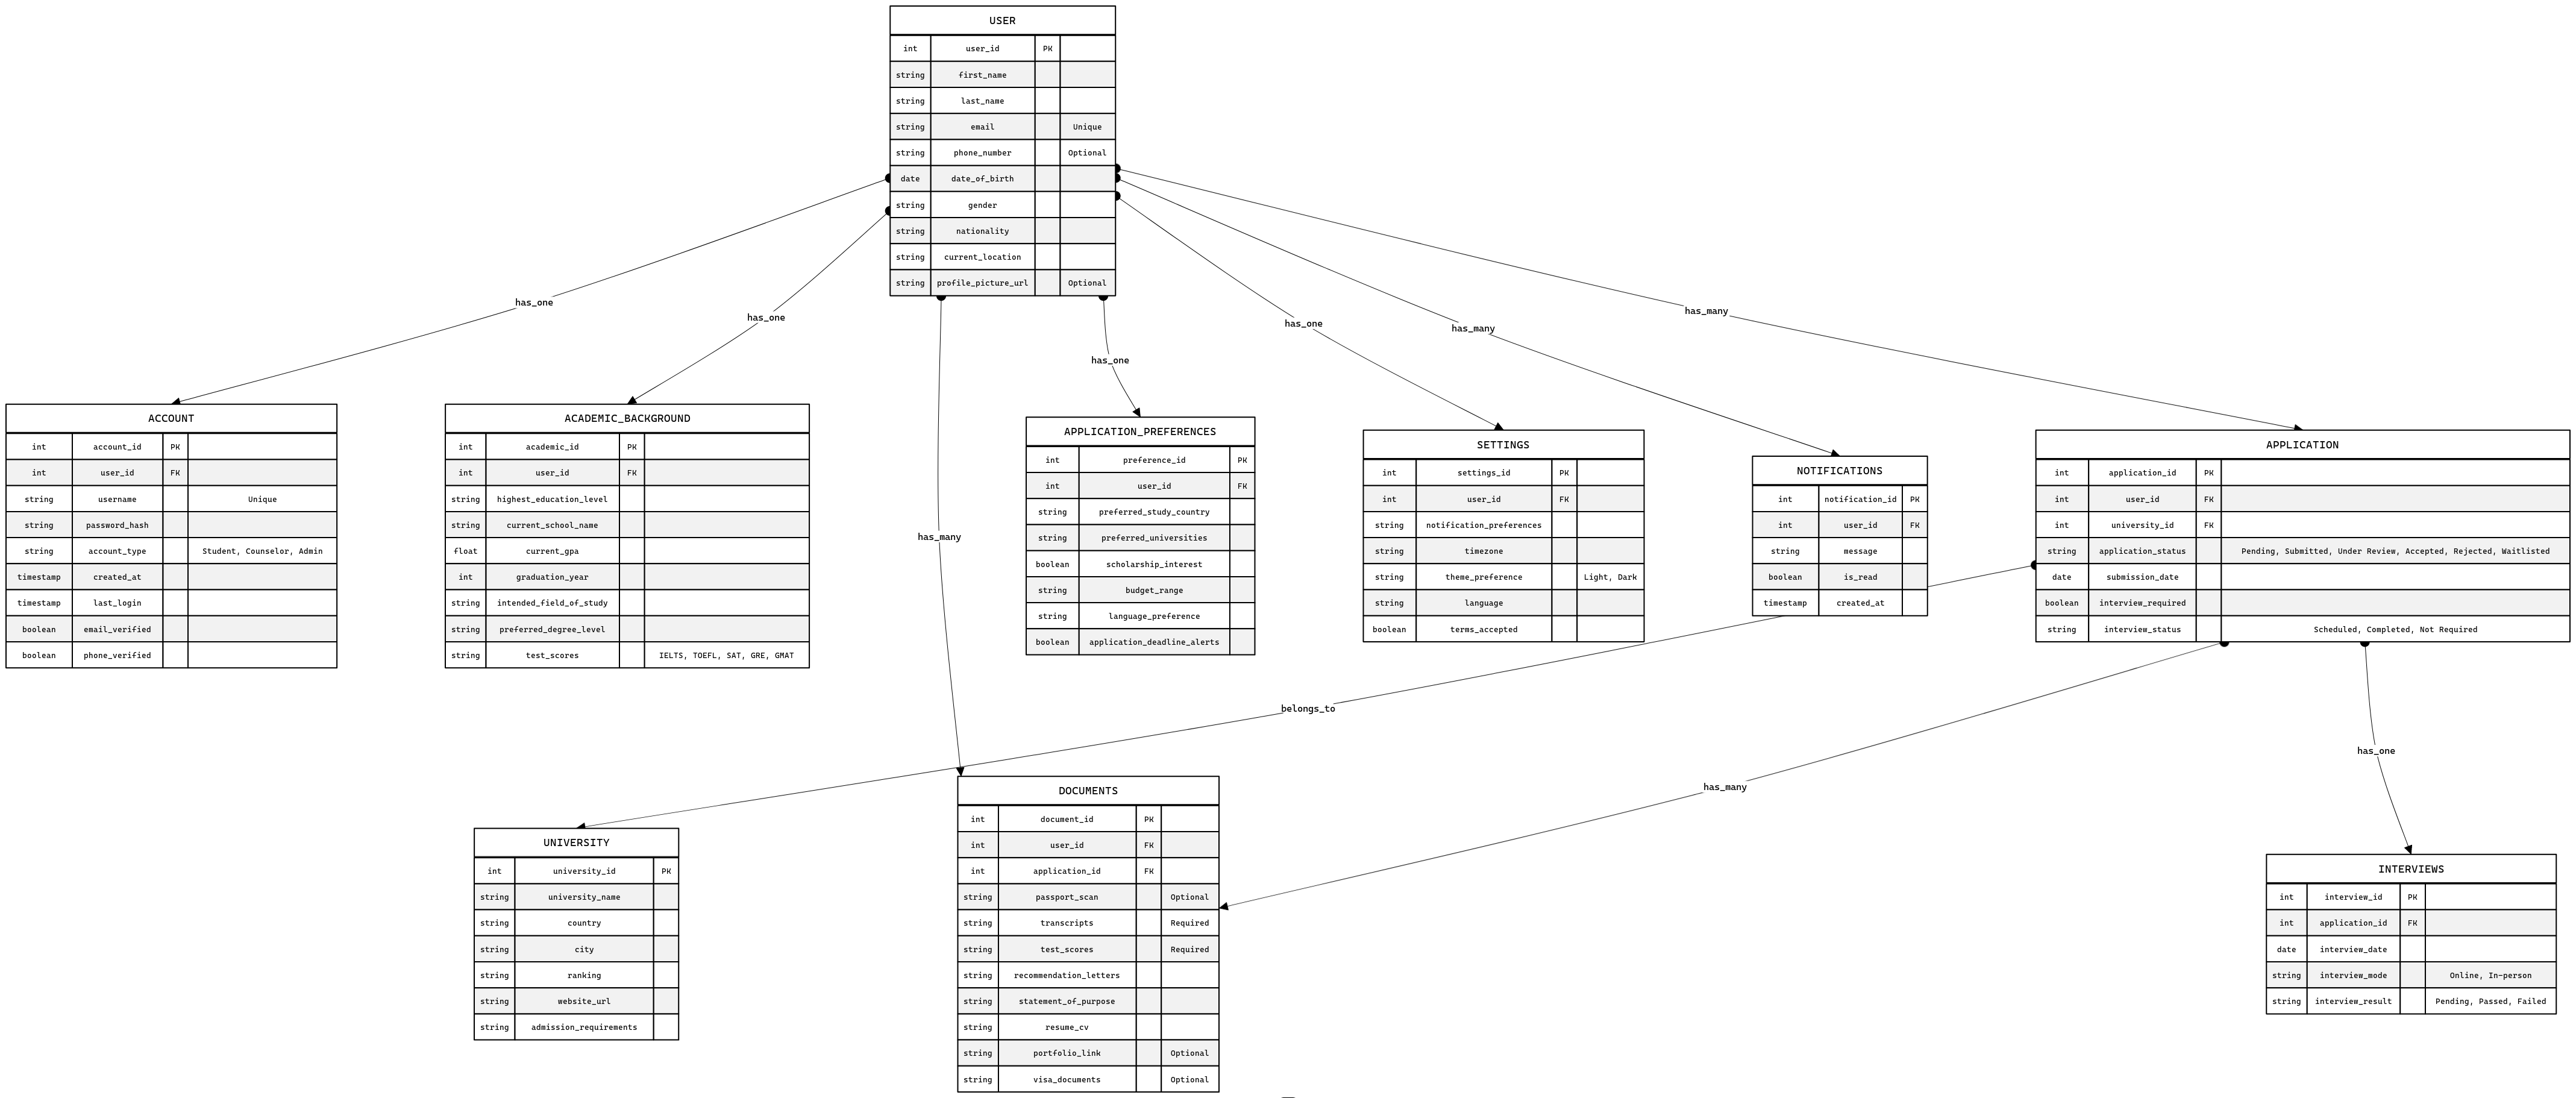 USER
int user_id PK
string first_name
string last_name
string email Unique
string phone_number Optional
date date_of_birth
string gender
string nationality
string current_location
string profile_picture_url Optional
has_one
has_one
has_many
has_one
has_one
has_many
has_many
ACCOUNT
int account_id PK
int user_id FK
string username Unique
string password_hash
string account_type Student, Counselor, Admin
timestamp created_at
timestamp last_login
boolean email_verified
boolean phone_verified
ACADEMIC_BACKGROUND
int academic_id PK
int user_id FK
string highest_education_level
string current_school_name
float current_gpa
int graduation_year
string intended_field_of_study
string preferred_degree_level
string test_scores IELTS, TOEFL, SAT, GRE, GMAT
APPLICATION_PREFERENCES
int preference_id PK
int user_id FK
string preferred_study_country
string preferred_universities
boolean scholarship_interest
string budget_range
string language_preference
boolean application_deadline_alerts
SETTINGS
int settings_id PK
int user_id FK
string notification_preferences
string timezone
string theme_preference Light, Dark
string language
boolean terms_accepted
NOTIFICATIONS
int notification_id PK
int user_id FK
string message
boolean is_read
timestamp created_at
APPLICATION
int application_id PK
int user_id FK
int university_id FK
string application_status Pending, Submitted, Under Review, Accepted, Rejected, Waitlisted
date submission_date
boolean interview_required
string interview_status Scheduled, Completed, Not Required
belongs_to
has_many
has_one
UNIVERSITY
int university_id PK
string university_name
string country
string city
string ranking
string website_url
string admission_requirements
DOCUMENTS
int document_id PK
int user_id FK
int application_id FK
string passport_scan Optional
string transcripts Required
string test_scores Required
string recommendation_letters
string statement_of_purpose
string resume_cv
string portfolio_link Optional
string visa_documents Optional
INTERVIEWS
int interview_id PK
int application_id FK
date interview_date
string interview_mode Online, In-person
string interview_result Pending, Passed, Failed